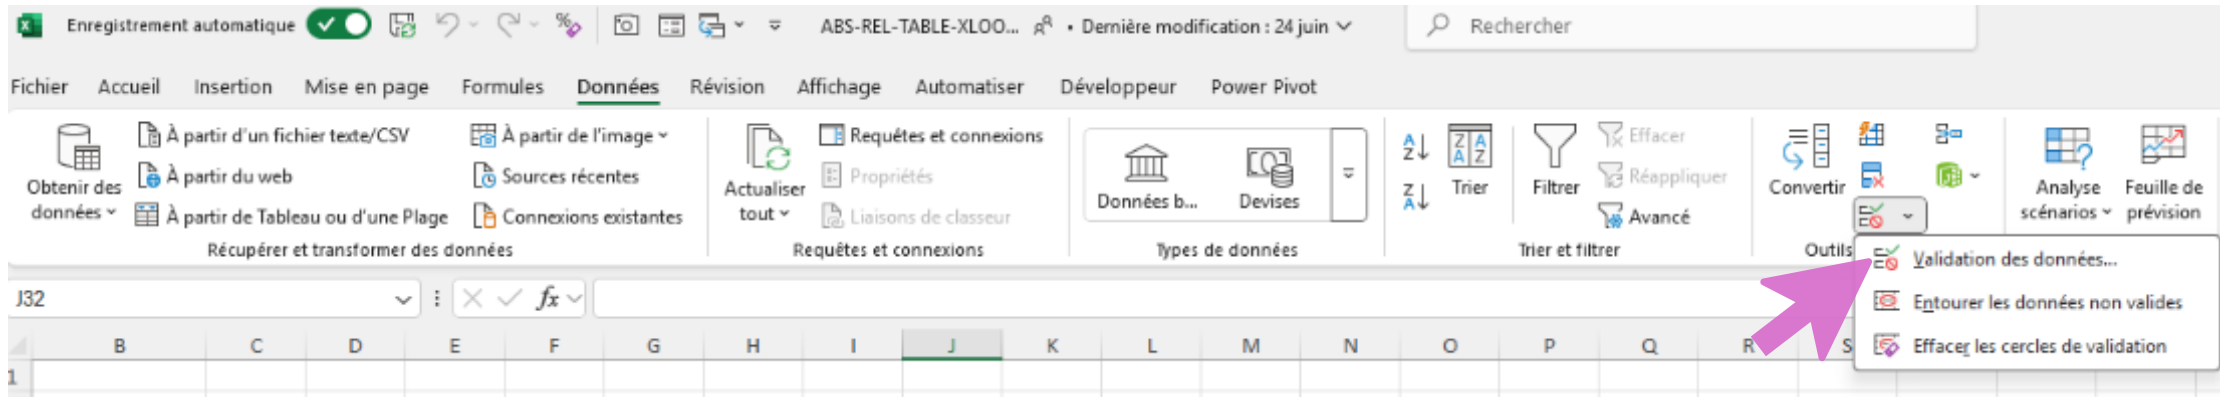 Enregistrement automatique
ABS-REL-TABLE-XLOO... • Dernière modification : 24 juin
Rechercher
Fichier Accueil Insertion Mise en page Formules Données Révision Affichage Automatiser Développeur Power Pivot
Obtenir des
données
À partir d'un fichier texte/CSV
À partir du web
À partir de Tableau ou d'une Plage
À partir de l'image
Sources récentes
Connexions existantes
Récupérer et transformer des données
Actualiser
tout
Requêtes et connexions
Propriétés
Liaisons de classeur
Requêtes et connexions
Données b...
Devises
Types de données
Trier
Filtrer
Effacer
Réappliquer
Avancé
Trier et filtrer
Convertir
Outils
Analyse
scénarios
Feuille de
prévision
Validation des données...
Entourer les données non valides
Effacer les cercles de validation
J32
fx
B C D E F G H I J K L M N O P Q R S
1